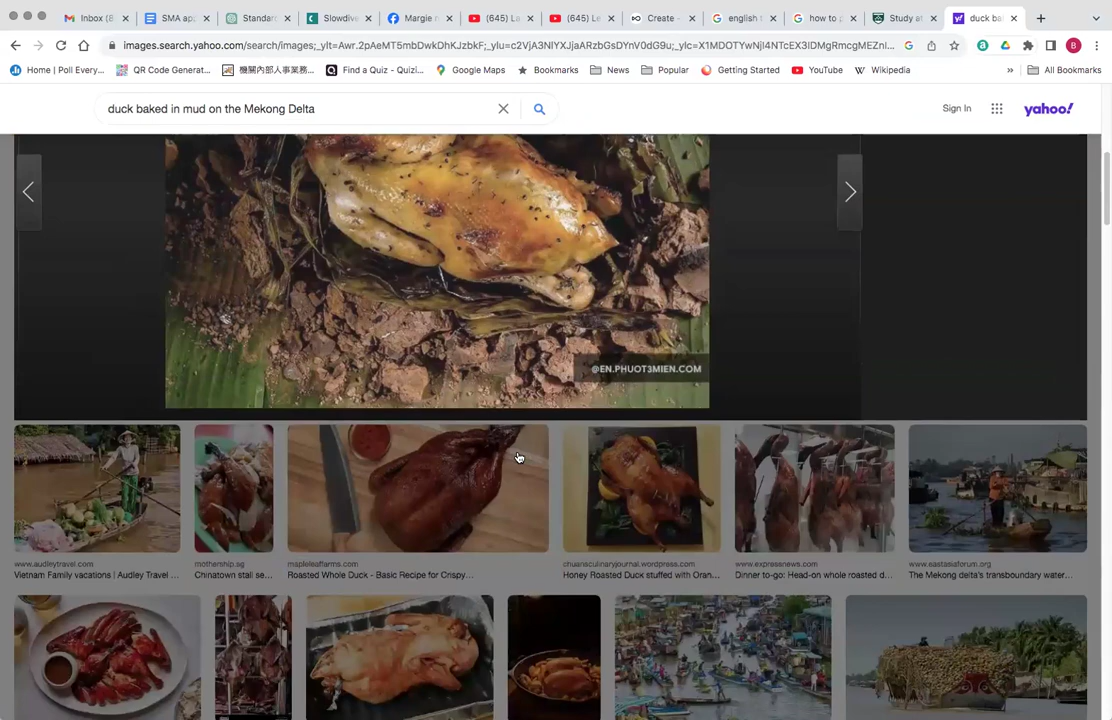 Inbox (8
SMA ap
Standar
Slowdive
Margie r
(645) La
(645) Le
Create -
english f
how to p
Study at
duck ba
images.search.yahoo.com/search/images;_ylt=Awr.2pAeMT5mbDwkDhKJzbkF;_ylu=c2VjA3NlYXJjaARzbGsDYnV0dG9u;_ylc=X1MDOTYwNjI4NTcEX3IDMgRmcgMEZnI...
B
Home | Poll Every...
QR Code Generat...
機關內部人事業務...
Find a Quiz - Quizi...
Google Maps
Bookmarks
News
Popular
Getting Started
YouTube
Wikipedia
»
All Bookmarks
duck baked in mud on the Mekong Delta
Sign In
yahoo!
@EN.PHUOT3MIEN.COM
www.audleytravel.com
Vietnam Family vacations | Audley Travel ...
mothership.sg
Chinatown stall se...
mapleleaffarms.com
Roasted Whole Duck - Basic Recipe for Crispy...
chuansculinaryjournal.wordpress.com
Honey Roasted Duck stuffed with Oran...
www.expressnews.com
Dinner to-go: Head-on whole roasted d...
www.eastasiaforum.org
The Mekong delta's transboundary water...